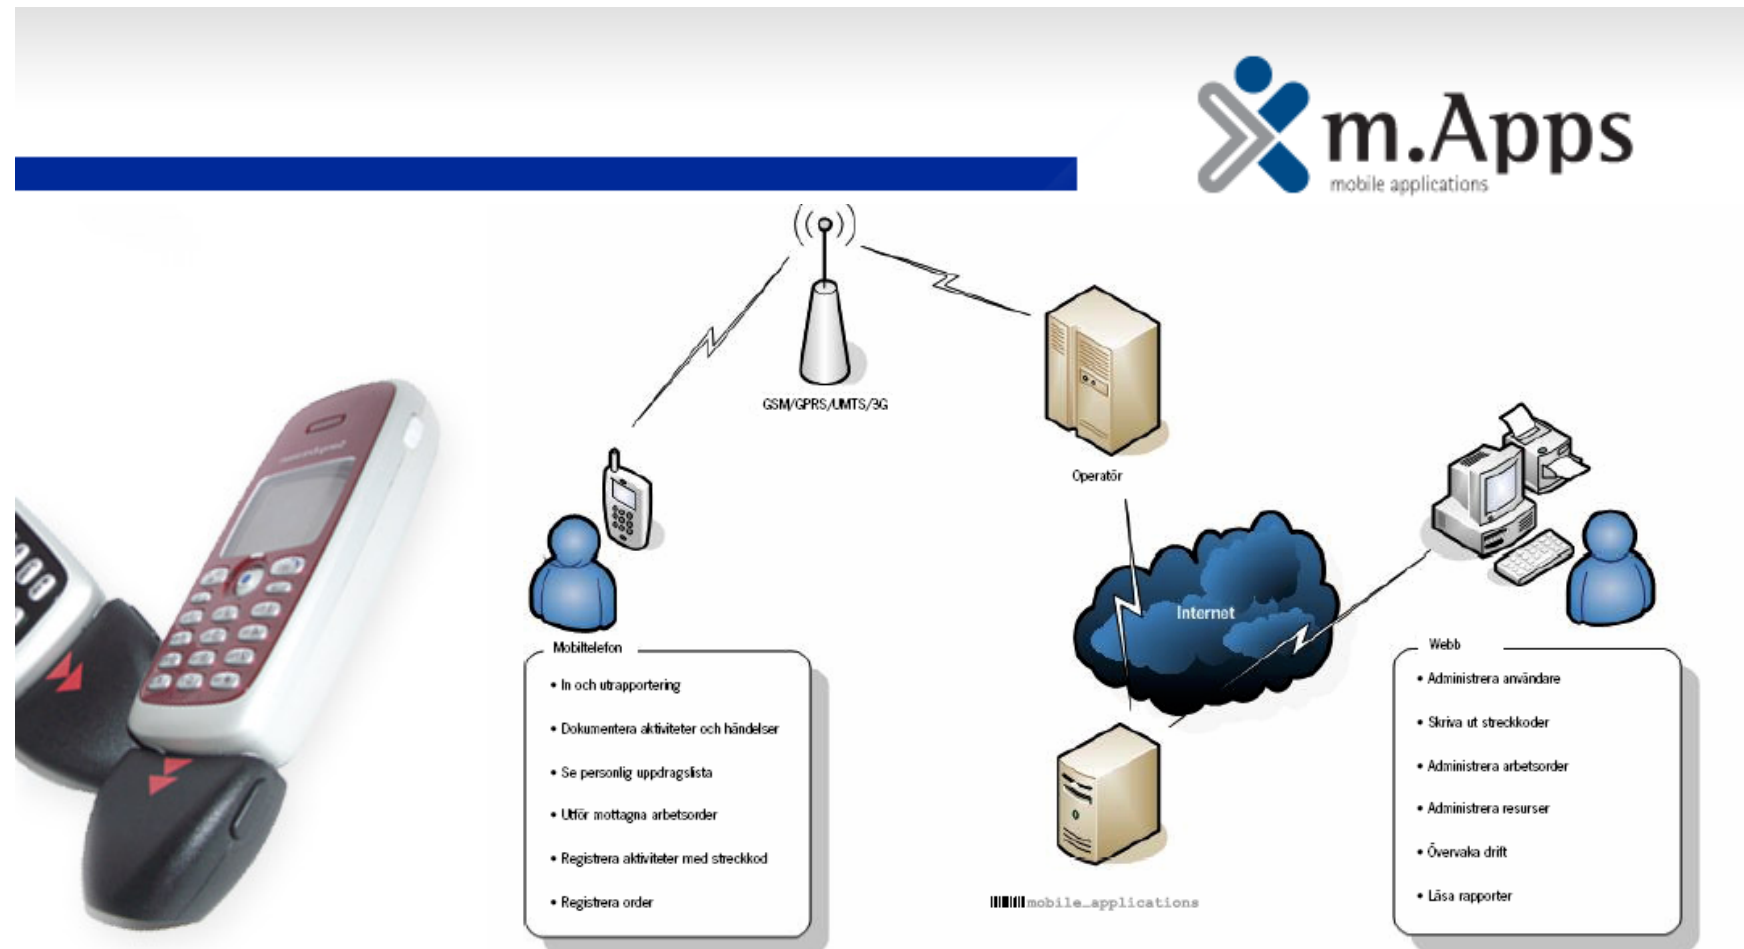 m.Apps
mobile applications
GSM/GPRS/UMTS/3G
Operatör
Internet
Mobiltelefon
• In och utrapportering
• Dokumentera aktiviteter och händelser
• Se personlig uppdragslista
• Utför mottagna arbetsorder
• Registrera aktiviteter med streckkod
• Registrera order
Webb
• Administrera användare
• Skriva ut streckkoder
• Administrera arbetsorder
• Administrera resurser
• Övervaka drift
• Läsa rapporter
mobile_applications